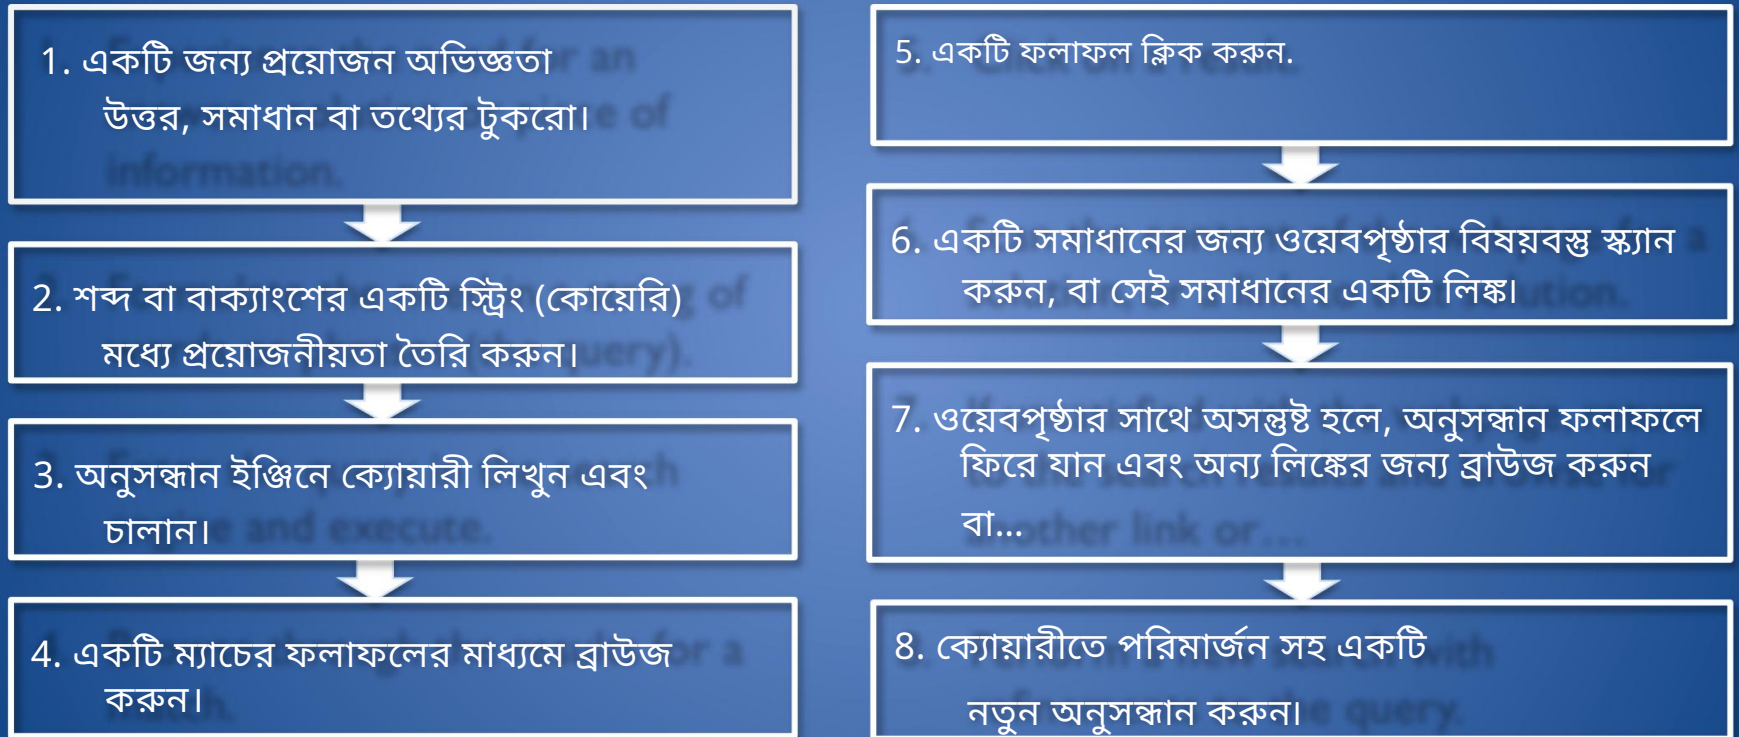 1. একটি জন্য প্রয়োজন অভিজ্ঞতা
উত্তর, সমাধান বা তথ্যের টুকরো।
2. শব্দ বা বাক্যাংশের একটি স্ট্রিং (কোয়েরি)
মধ্যে প্রয়োজনীয়তা তৈরি করুন।
3. অনুসন্ধান ইঞ্জিনে ক্যোয়ারী লিখুন এবং
চালান।
4. একটি ম্যাচের ফলাফলের মাধ্যমে ব্রাউজ
করুন।
5. একটি ফলাফল ক্লিক করুন.
6. একটি সমাধানের জন্য ওয়েবপৃষ্ঠার বিষয়বস্তু স্ক্যান
করুন, বা সেই সমাধানের একটি লিঙ্ক।
7. ওয়েবপৃষ্ঠার সাথে অসন্তুষ্ট হলে, অনুসন্ধান ফলাফলে
ফিরে যান এবং অন্য লিঙ্কের জন্য ব্রাউজ করুন
বা...
8. ক্যোয়ারীতে পরিমার্জন সহ একটি
নতুন অনুসন্ধান করুন।